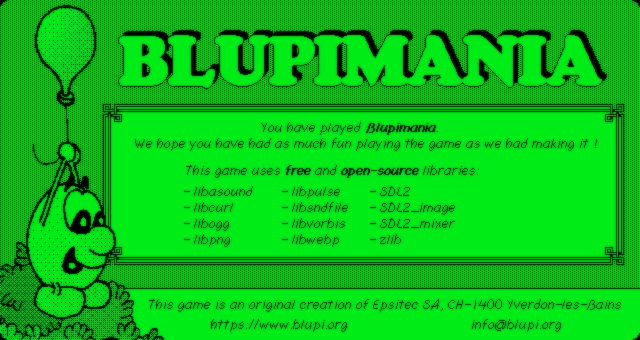 BLUPIMANIA
You have played Blupimania.
We hope you have had as much fun playing the game as we had making it !
This game uses free and open-source libraries:
- libasound - libpulse - SDL2
- libcurl - libsndfile - SDL2_image
- libogg - libvorbis - SDL2_mixer
- libpng - libwebp - zlib
This game is an original creation of Epsitec SA, CH-1400 Yverdon-les-Bains
https://www.blupi.org info@blupi.org